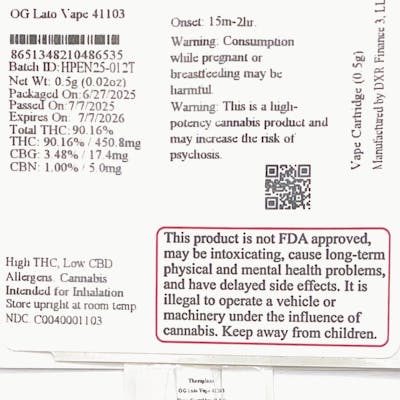 OG Lato Vape 41103
8651348210486535
Batch ID:HPEN25-012T
Net Wt: 0.5g (0.02oz)
Packaged On: 6/27/2025
Passed On: 7/7/2025
Expires On: 7/7/2026
Total THC: 90.16%
THC: 90.16% / 450.8mg
CBG: 3.48% / 17.4mg
CBN: 1.00% / 5.0mg
High THC, Low CBD
Allergens. Cannabis
Intended for Inhalation
Store upright at room temp
NDC. C0040001103
Onset: 15m-2hr.
Warning: Consumption
while pregnant or
breastfeeding may be
harmful.
Warning: This is a high-
potency cannabis product and
may increase the risk of
psychosis.
Vape Cartridge (0 5g)
Manufactured by DXR Finance 3, LL
This product is not FDA approved,
may be intoxicating, cause long-term
physical and mental health problems,
and have delayed side effects. It is
illegal to operate a vehicle or
machinery under the influence of
cannabis. Keep away from children.
OG Lato Vape 41103